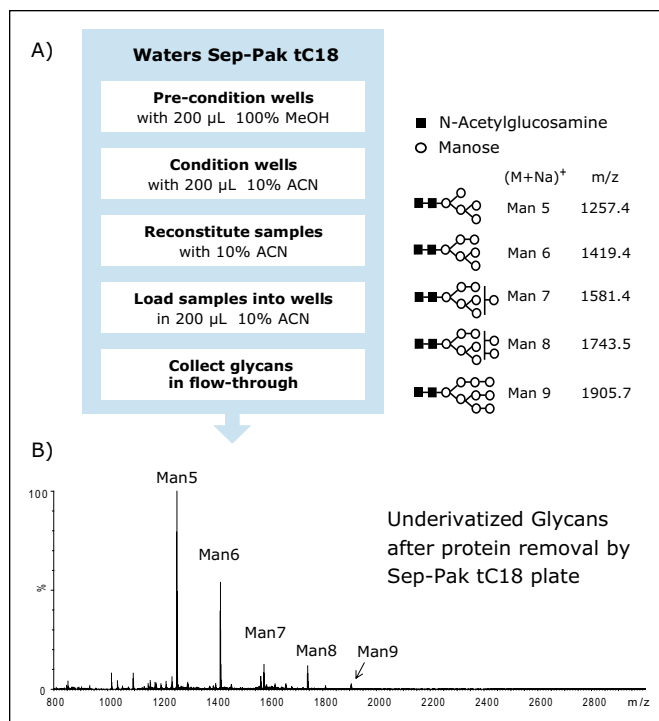 A)
Waters Sep-Pak tC18
Pre-condition wells
with 200 µL 100% MeOH
Condition wells
with 200 µL 10% ACN
Reconstitute samples
with 10% ACN
Load samples into wells
in 200 µL 10% ACN
Collect glycans
in flow-through
N-Acetylglucosamine
Manose
(M+Na)+ m/z
Man 5 1257.4
Man 6 1419.4
Man 7 1581.4
Man 8 1743.5
Man 9 1905.7
B)
Man5
Man6
Man7
Man8
Man9
Underivatized Glycans
after protein removal by
Sep-Pak tC18 plate
100
%
0
800 1000 1200 1400 1600 1800 2000 2200 2400 2600 2800 m/z